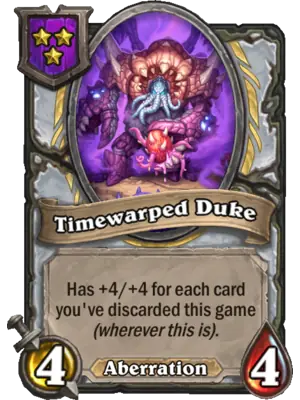 Timewarped Duke
Has +4/+4 for each card
you've discarded this game
(wherever this is).
4
Aberration
4